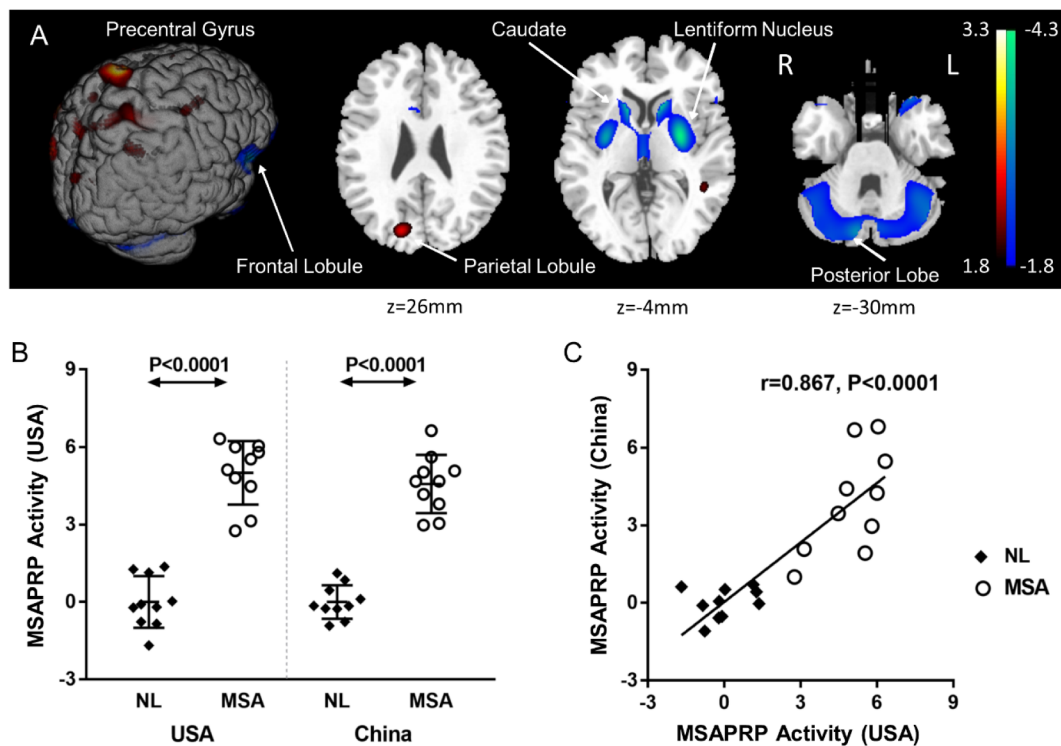 A
Precentral Gyrus
Caudate
Lentiform Nucleus
3.3
-4.3
R
L
Frontal Lobule
Parietal Lobule
Posterior Lobe
1.8
-1.8
z=26mm
z=-4mm
z=-30mm
B
P<0.0001
P<0.0001
MSAPRP Activity (USA)
9
6
3
0
-3
NL
MSA
NL
MSA
USA
China
C
r=0.867, P<0.0001
MSAPRP Activity (China)
9
6
3
0
-3
-3
0
3
6
9
MSAPRP Activity (USA)
NL
MSA